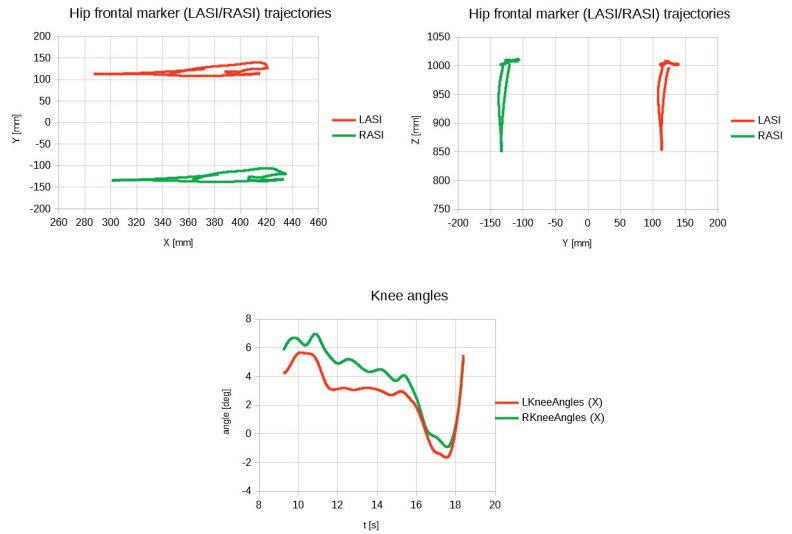 Hip frontal marker (LASI/RASI) trajectories
200
150
100
50
0
-50
-100
-150
-200
Y [mm]
260 280 300 320 340 360 380 400 420 440 460
X [mm]
LASI
RASI
Hip frontal marker (LASI/RASI) trajectories
1050
1000
950
900
850
800
750
Z [mm]
-200 -150 -100 -50 0 50 100 150 200
Y [mm]
LASI
RASI
Knee angles
8
6
4
2
0
-2
-4
angle [deg]
8 10 12 14 16 18 20
t [s]
LKneeAngles (X)
RKneeAngles (X)